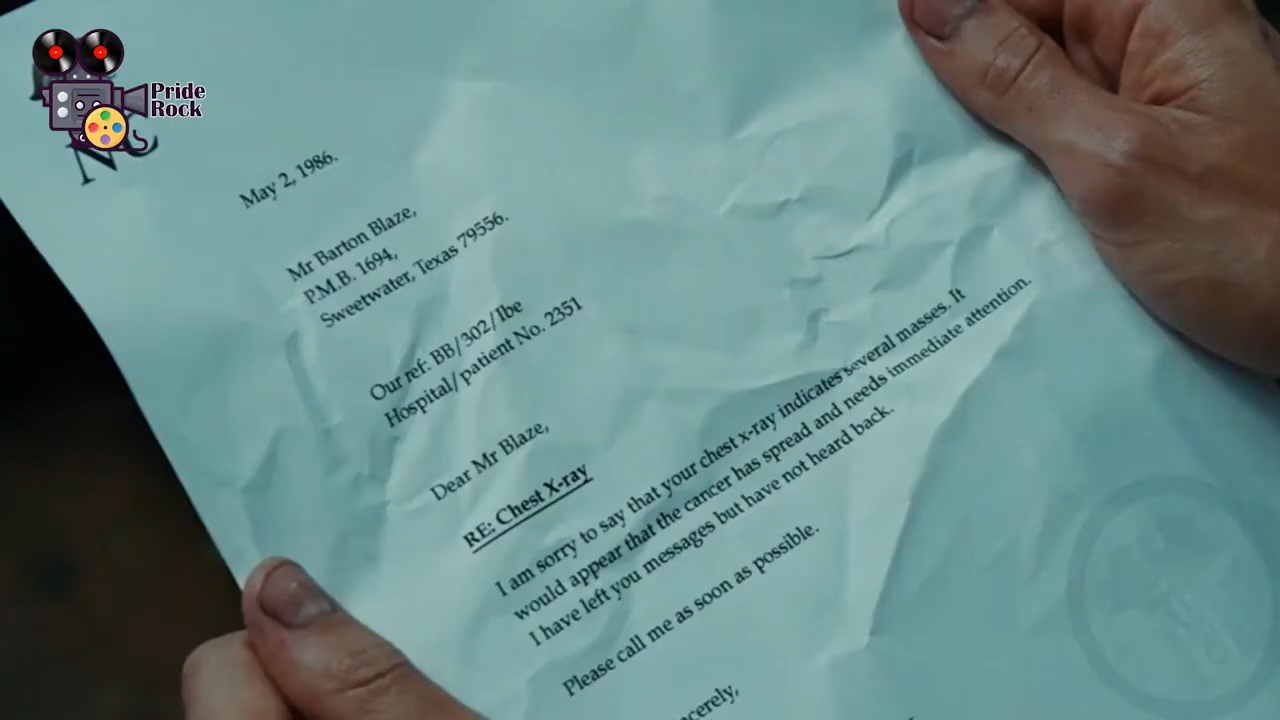 Pride
Rock
May 2, 1986.
Mr Barton Blaze,
P.M.B. 1694,
Sweetwater, Texas 79556.
Our ref: BB/302/Ibe
Hospital/patient No. 2351
Dear Mr Blaze,
RE: Chest X-ray
I am sorry to say that your chest x-ray indicates several masses. It
would appear that the cancer has spread and needs immediate attention.
I have left you messages but have not heard back.
Please call me as soon as possible.